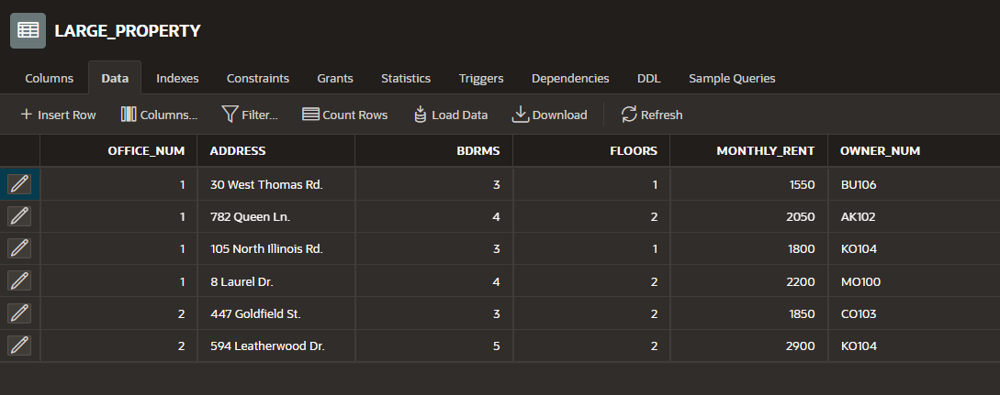 LARGE_PROPERTY
Columns Data Indexes Constraints Grants Statistics Triggers Dependencies DDL Sample Queries
Insert Row Columns... Filter... Count Rows Load Data Download Refresh
OFFICE_NUM ADDRESS BDRMS FLOORS MONTHLY_RENT OWNER_NUM
1 30 West Thomas Rd. 3 1 1550 BU106
1 782 Queen Ln. 4 2 2050 AK102
1 105 North Illinois Rd. 3 1 1800 KO104
1 8 Laurel Dr. 4 2 2200 MO100
2 447 Goldfield St. 3 2 1850 CO103
2 594 Leatherwood Dr. 5 2 2900 KO104